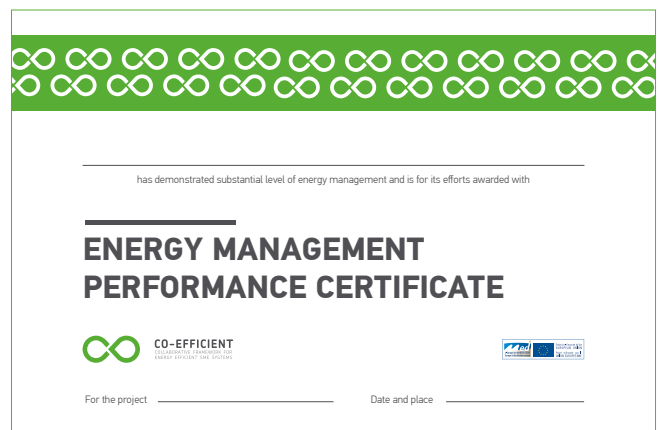 has demonstrated substantial level of energy management and is for its efforts awarded with
ENERGY MANAGEMENT
PERFORMANCE CERTIFICATE
CO-EFFICIENT
COLLABORATIVE FRAMEWORK FOR
ENERGY EFFICIENT SME SYSTEMS
Med
For the project
Date and place